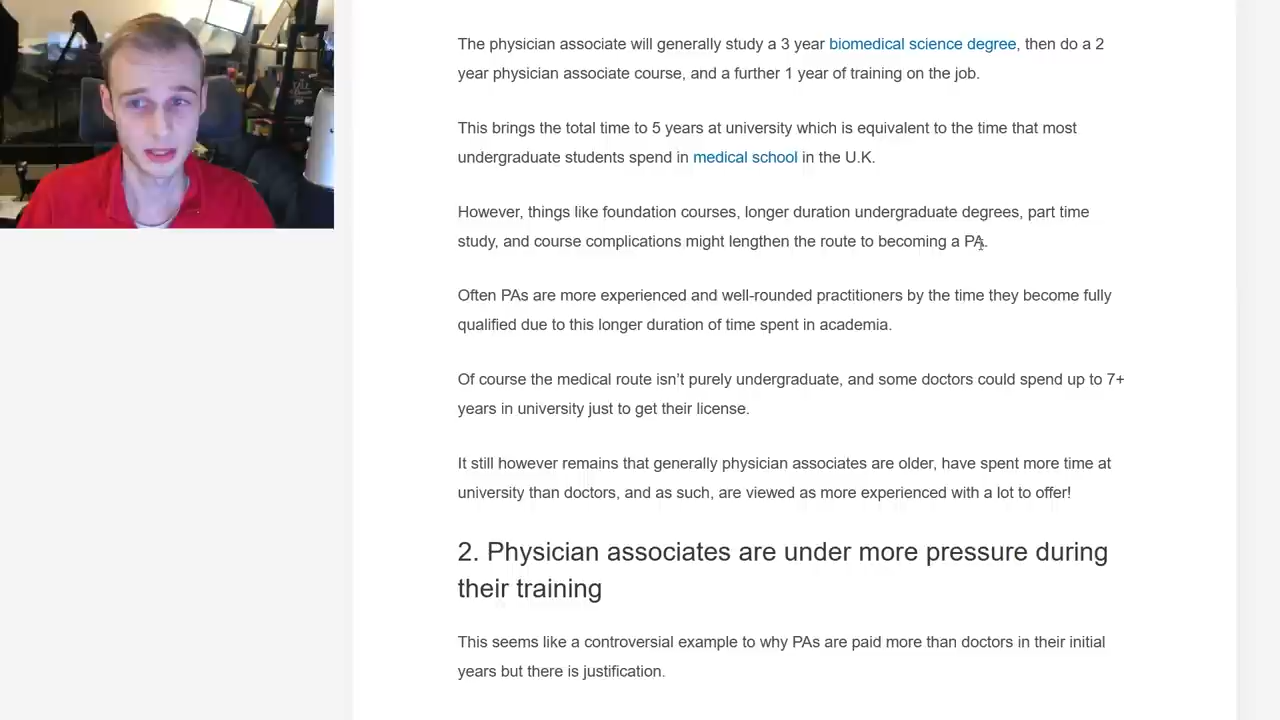 The physician associate will generally study a 3 year biomedical science degree, then do a 2
year physician associate course, and a further 1 year of training on the job.
This brings the total time to 5 years at university which is equivalent to the time that most
undergraduate students spend in medical school in the U.K.
However, things like foundation courses, longer duration undergraduate degrees, part time
study, and course complications might lengthen the route to becoming a PA.
Often PAs are more experienced and well-rounded practitioners by the time they become fully
qualified due to this longer duration of time spent in academia.
Of course the medical route isn’t purely undergraduate, and some doctors could spend up to 7+
years in university just to get their license.
It still however remains that generally physician associates are older, have spent more time at
university than doctors, and as such, are viewed as more experienced with a lot to offer!
2. Physician associates are under more pressure during
their training
This seems like a controversial example to why PAs are paid more than doctors in their initial
years but there is justification.